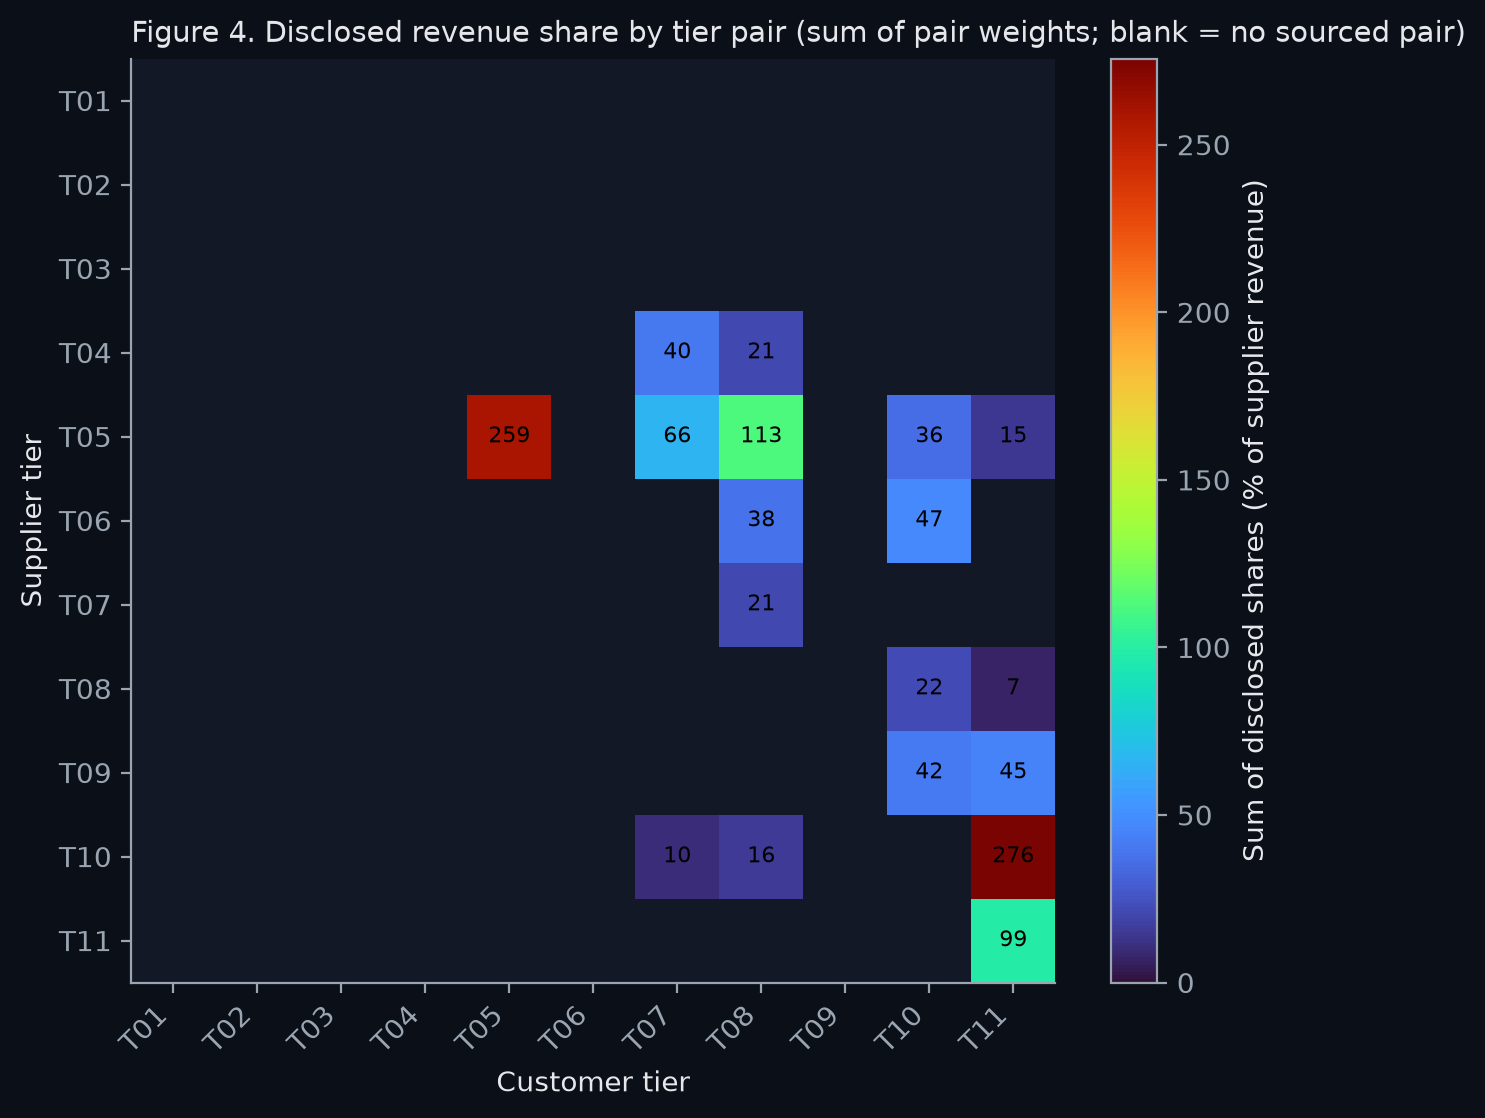 Figure 4. Disclosed revenue share by tier pair (sum of pair weights; blank = no sourced pair)
Supplier tier
T01
T02
T03
T04 40 21
T05 259 66 113 36 15
T06 38 47
T07 21
T08 22 7
T09 42 45
T10 10 16 276
T11 99
T01 T02 T03 T04 T05 T06 T07 T08 T09 T10 T11
Customer tier
250
200
150
100
50
0
Sum of disclosed shares (% of supplier revenue)